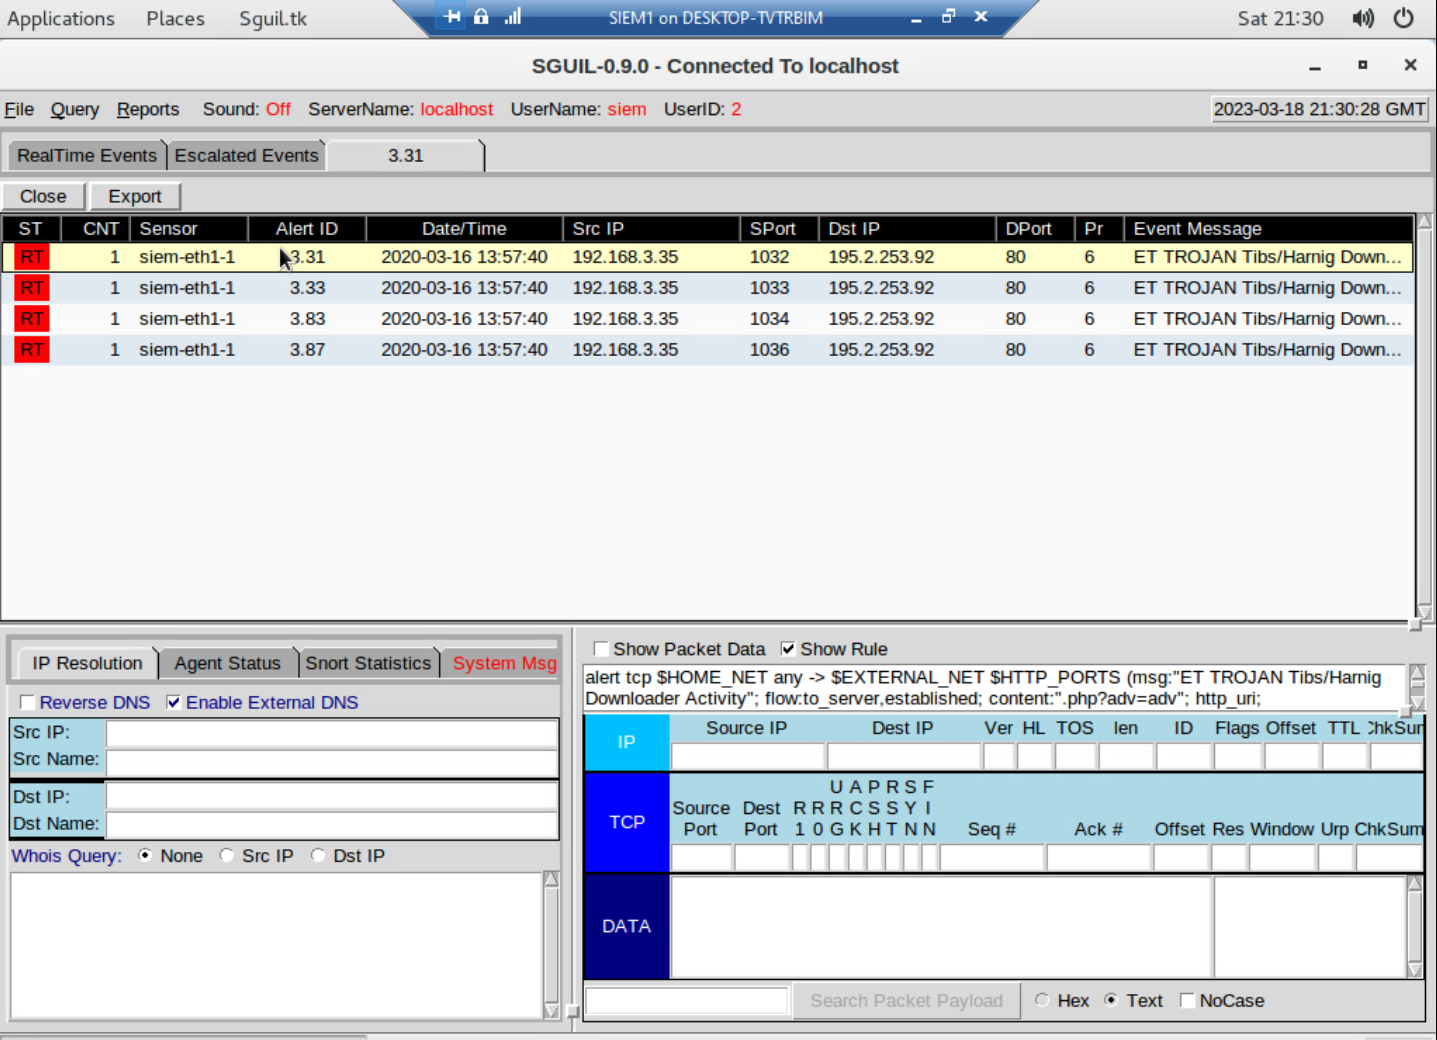 Applications Places Sguil.tk SIEM1 on DESKTOP-TVTRBIM Sat 21:30
SGUIL-0.9.0 - Connected To localhost
File Query Reports Sound: Off ServerName: localhost UserName: siem UserID: 2 2023-03-18 21:30:28 GMT
RealTime Events Escalated Events 3.31
Close Export
ST CNT Sensor Alert ID Date/Time Src IP SPort Dst IP DPort Pr Event Message
RT 1 siem-eth1-1 3.31 2020-03-16 13:57:40 192.168.3.35 1032 195.2.253.92 80 6 ET TROJAN Tibs/Harnig Down...
RT 1 siem-eth1-1 3.33 2020-03-16 13:57:40 192.168.3.35 1033 195.2.253.92 80 6 ET TROJAN Tibs/Harnig Down...
RT 1 siem-eth1-1 3.83 2020-03-16 13:57:40 192.168.3.35 1034 195.2.253.92 80 6 ET TROJAN Tibs/Harnig Down...
RT 1 siem-eth1-1 3.87 2020-03-16 13:57:40 192.168.3.35 1036 195.2.253.92 80 6 ET TROJAN Tibs/Harnig Down...
IP Resolution Agent Status Snort Statistics System Msg
Reverse DNS Enable External DNS
Src IP:
Src Name:
Dst IP:
Dst Name:
Whois Query: None Src IP Dst IP
Show Packet Data Show Rule
alert tcp $HOME_NET any -> $EXTERNAL_NET $HTTP_PORTS (msg:"ET TROJAN Tibs/Harnig
Downloader Activity"; flow:to_server,established; content:".php?adv=adv"; http_uri;
IP Source IP Dest IP Ver HL TOS len ID Flags Offset TTL ChkSum
U A P R S F
Source Dest R R R C S S Y I
TCP Port Port 1 0 G K H T N N Seq # Ack # Offset Res Window Urp ChkSum
DATA
Search Packet Payload Hex Text NoCase